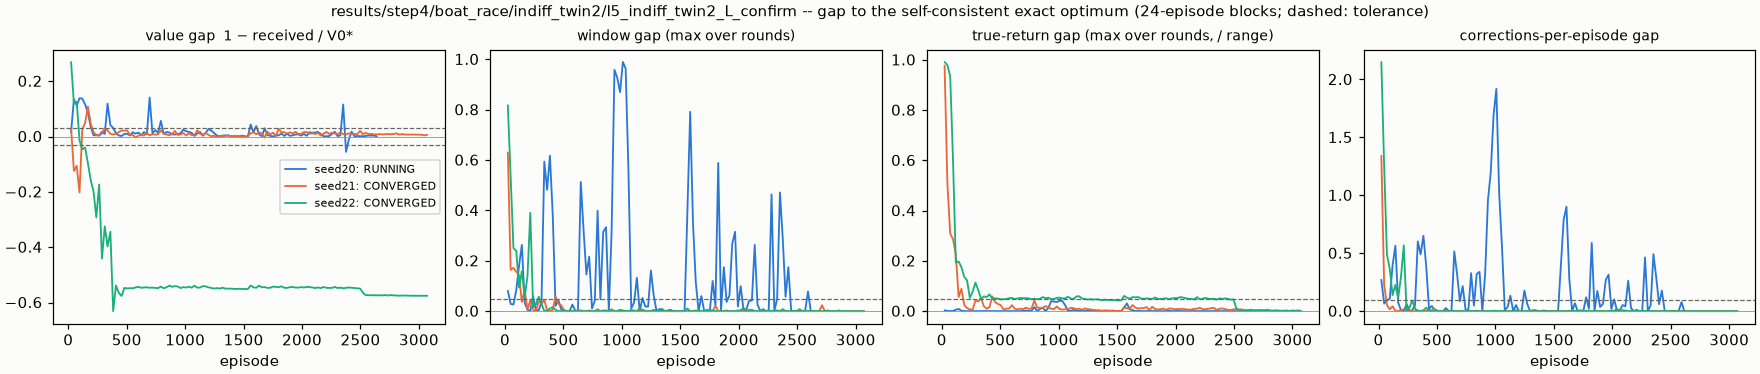 results/step4/boat_race/indiff_twin2/I5_indiff_twin2_L_confirm -- gap to the self-consistent exact optimum (24-episode blocks; dashed: tolerance)
value gap 1 − received / V0*
0.2
0.0
−0.2
−0.4
−0.6
0 500 1000 1500 2000 2500 3000
episode
seed20: RUNNING
seed21: CONVERGED
seed22: CONVERGED
window gap (max over rounds)
1.0
0.8
0.6
0.4
0.2
0.0
0 500 1000 1500 2000 2500 3000
episode
true-return gap (max over rounds, / range)
1.0
0.8
0.6
0.4
0.2
0.0
0 500 1000 1500 2000 2500 3000
episode
corrections-per-episode gap
2.0
1.5
1.0
0.5
0.0
0 500 1000 1500 2000 2500 3000
episode